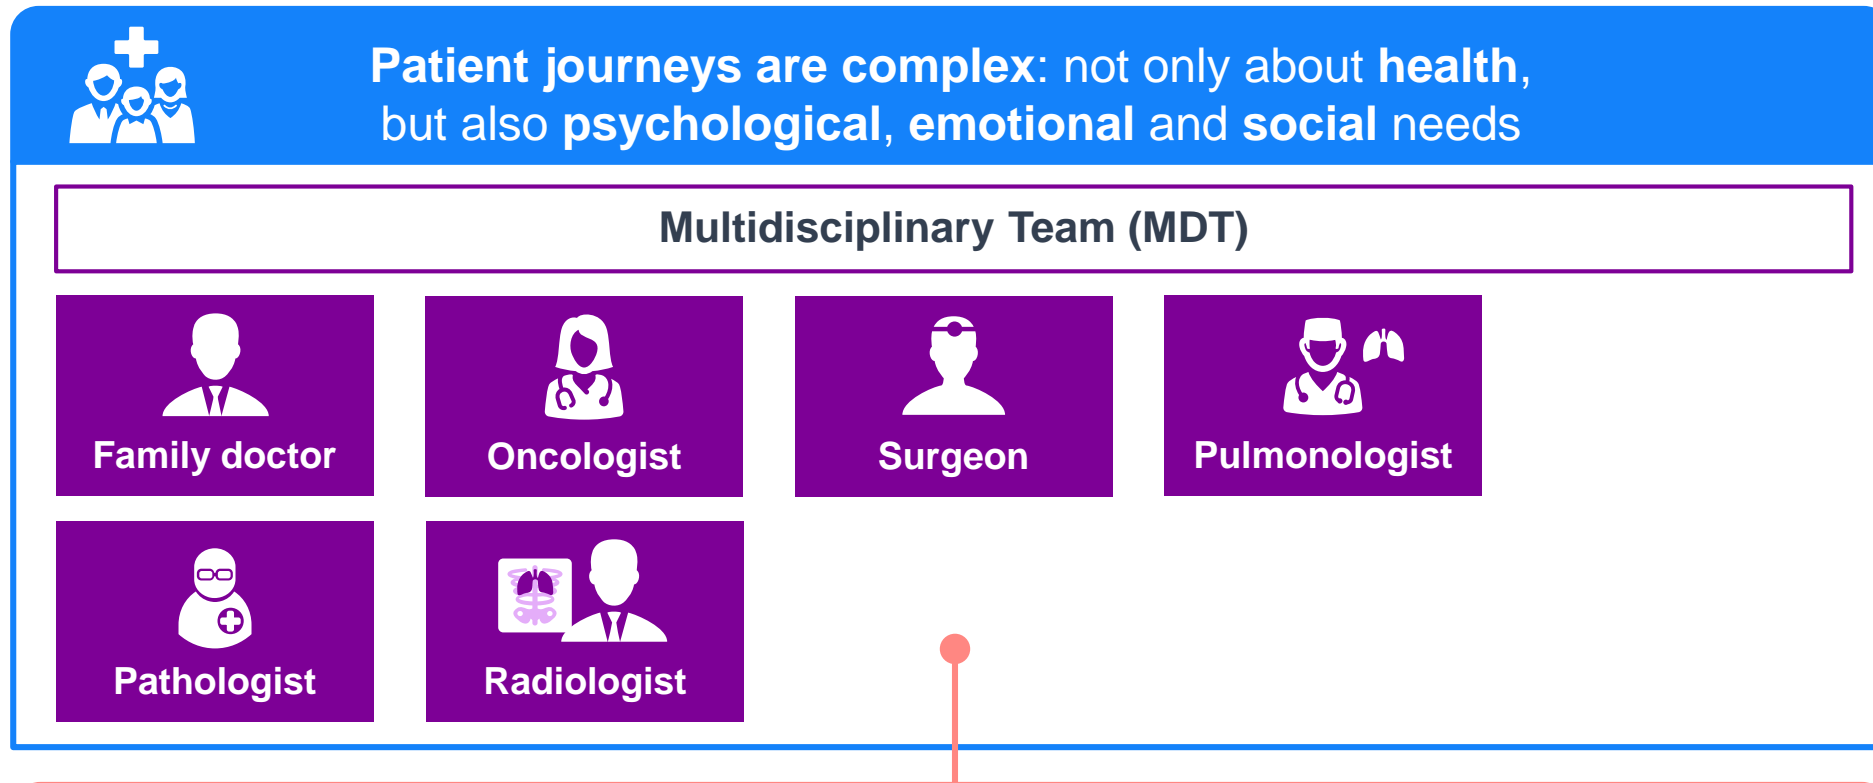 Patient journeys are complex: not only about health,
but also psychological, emotional and social needs
Multidisciplinary Team (MDT)
Family doctor
Oncologist
Surgeon
Pulmonologist
Pathologist
Radiologist